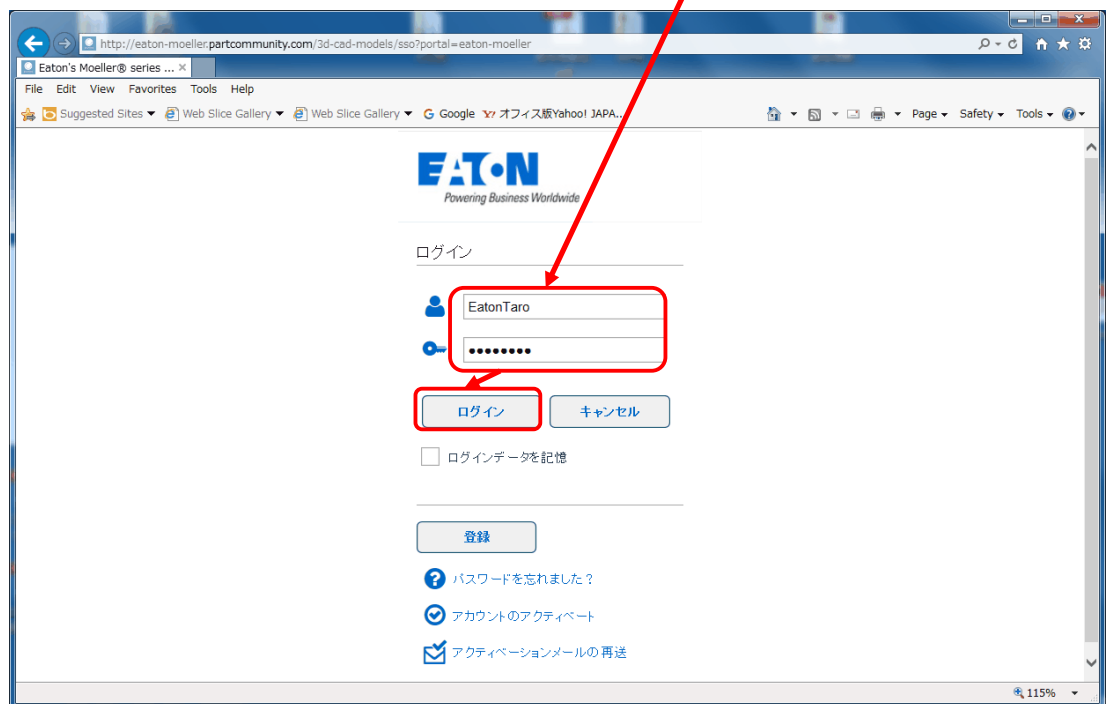 http://eaton-moeller.partcommunity.com/3d-cad-models/sso?portal=eaton-moeller
Eaton's Moeller® series ...
File Edit View Favorites Tools Help
Suggested Sites Web Slice Gallery Web Slice Gallery Google オフィス版Yahoo! JAPA... Page Safety Tools
EATON
Powering Business Worldwide
ログイン
EatonTaro
••••••••
ログイン キャンセル
ログインデータを記憶
登録
パスワードを忘れました？
アカウントのアクティベート
アクティベーションメールの再送
115%